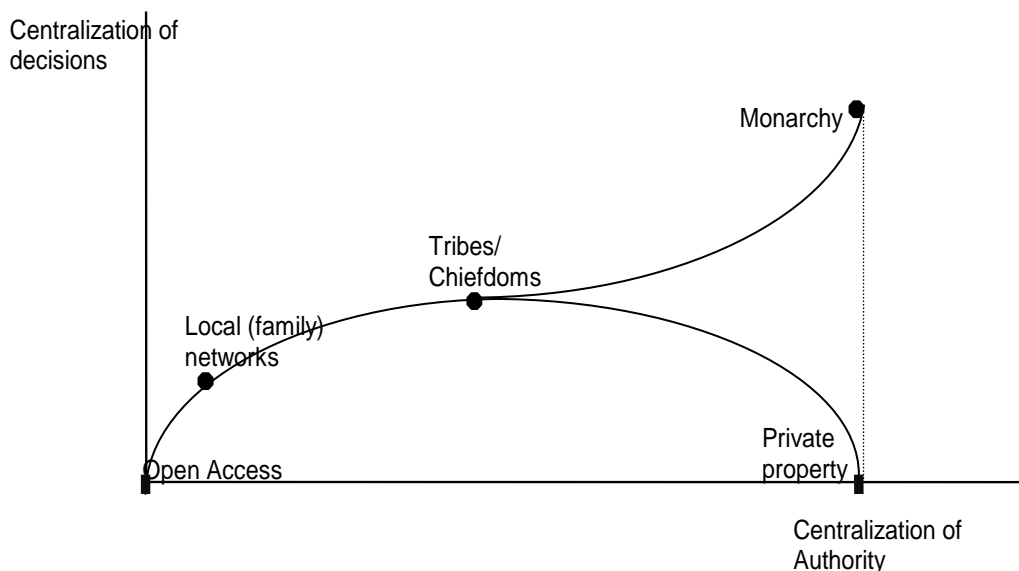 Centralization of
decisions
Monarchy
Tribes/
Chiefdoms
Local (family)
networks
Open Access
Private
property
Centralization of
Authority